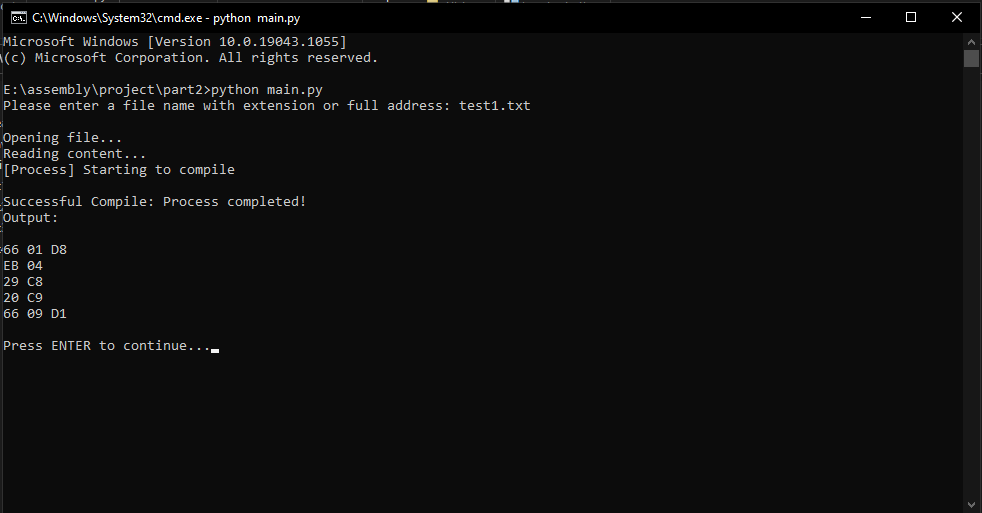 C:\Windows\System32\cmd.exe - python  main.py
Microsoft Windows [Version 10.0.19043.1055]
(c) Microsoft Corporation. All rights reserved.
E:\assembly\project\part2>python main.py
Please enter a file name with extension or full address: test1.txt
Opening file...
Reading content...
[Process] Starting to compile
Successful Compile: Process completed!
Output:
66 01 D8
EB 04
29 C8
20 C9
66 09 D1
Press ENTER to continue...